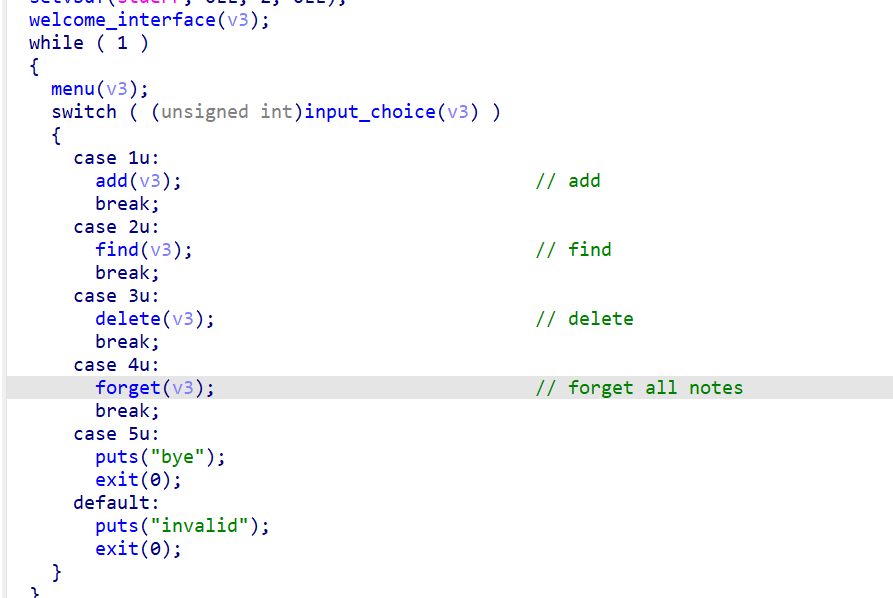 welcome_interface(v3);
while ( 1 )
{
menu(v3);
switch ( (unsigned int)input_choice(v3) )
{
case 1u:
add(v3); // add
break;
case 2u:
find(v3); // find
break;
case 3u:
delete(v3); // delete
break;
case 4u:
forget(v3); // forget all notes
break;
case 5u:
puts("bye");
exit(0);
default:
puts("invalid");
exit(0);
}
}